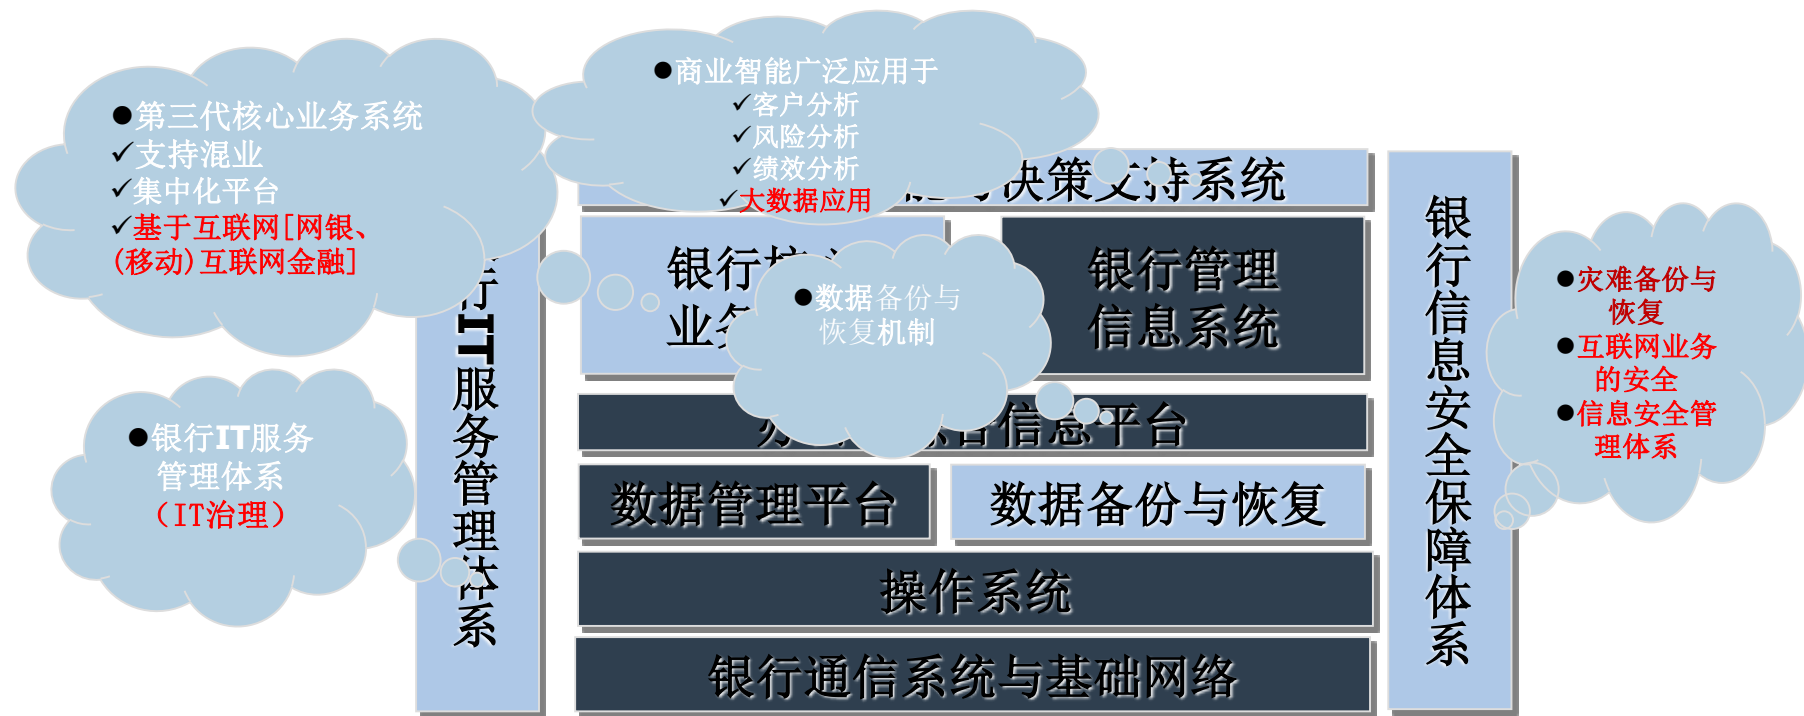 ●商业智能广泛应用于
✓客户分析
✓风险分析
✓绩效分析
✓大数据应用
●第三代核心业务系统
✓支持混业
✓集中化平台
✓基于互联网[网银、
(移动)互联网金融]
决策支持系统
银行
业务
●数据备份与
恢复机制
银行管理
信息系统
●灾难备份与
恢复
●互联网业务
的安全
●信息安全管
理体系
●银行IT服务
管理体系
（IT治理）
行IT服务管理体系
银行信息安全保障体系
信息平台
数据管理平台
数据备份与恢复
操作系统
银行通信系统与基础网络